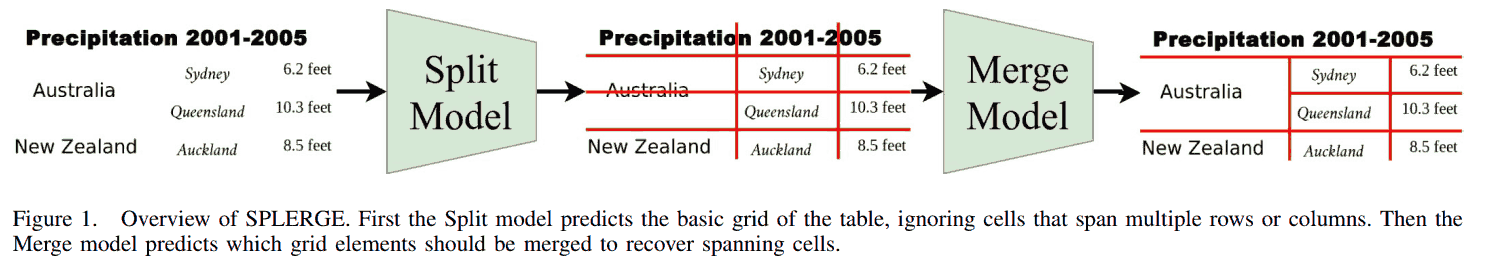 Precipitation 2001-2005
Australia
Sydney 6.2 feet
Queensland 10.3 feet
New Zealand Auckland 8.5 feet
Split
Model
Precipitation 2001-2005
Australia
Sydney 6.2 feet
Queensland 10.3 feet
New Zealand Auckland 8.5 feet
Merge
Model
Precipitation 2001-2005
Australia
Sydney 6.2 feet
Queensland 10.3 feet
New Zealand Auckland 8.5 feet
Figure 1. Overview of SPLERGE. First the Split model predicts the basic grid of the table, ignoring cells that span multiple rows or columns. Then the
Merge model predicts which grid elements should be merged to recover spanning cells.